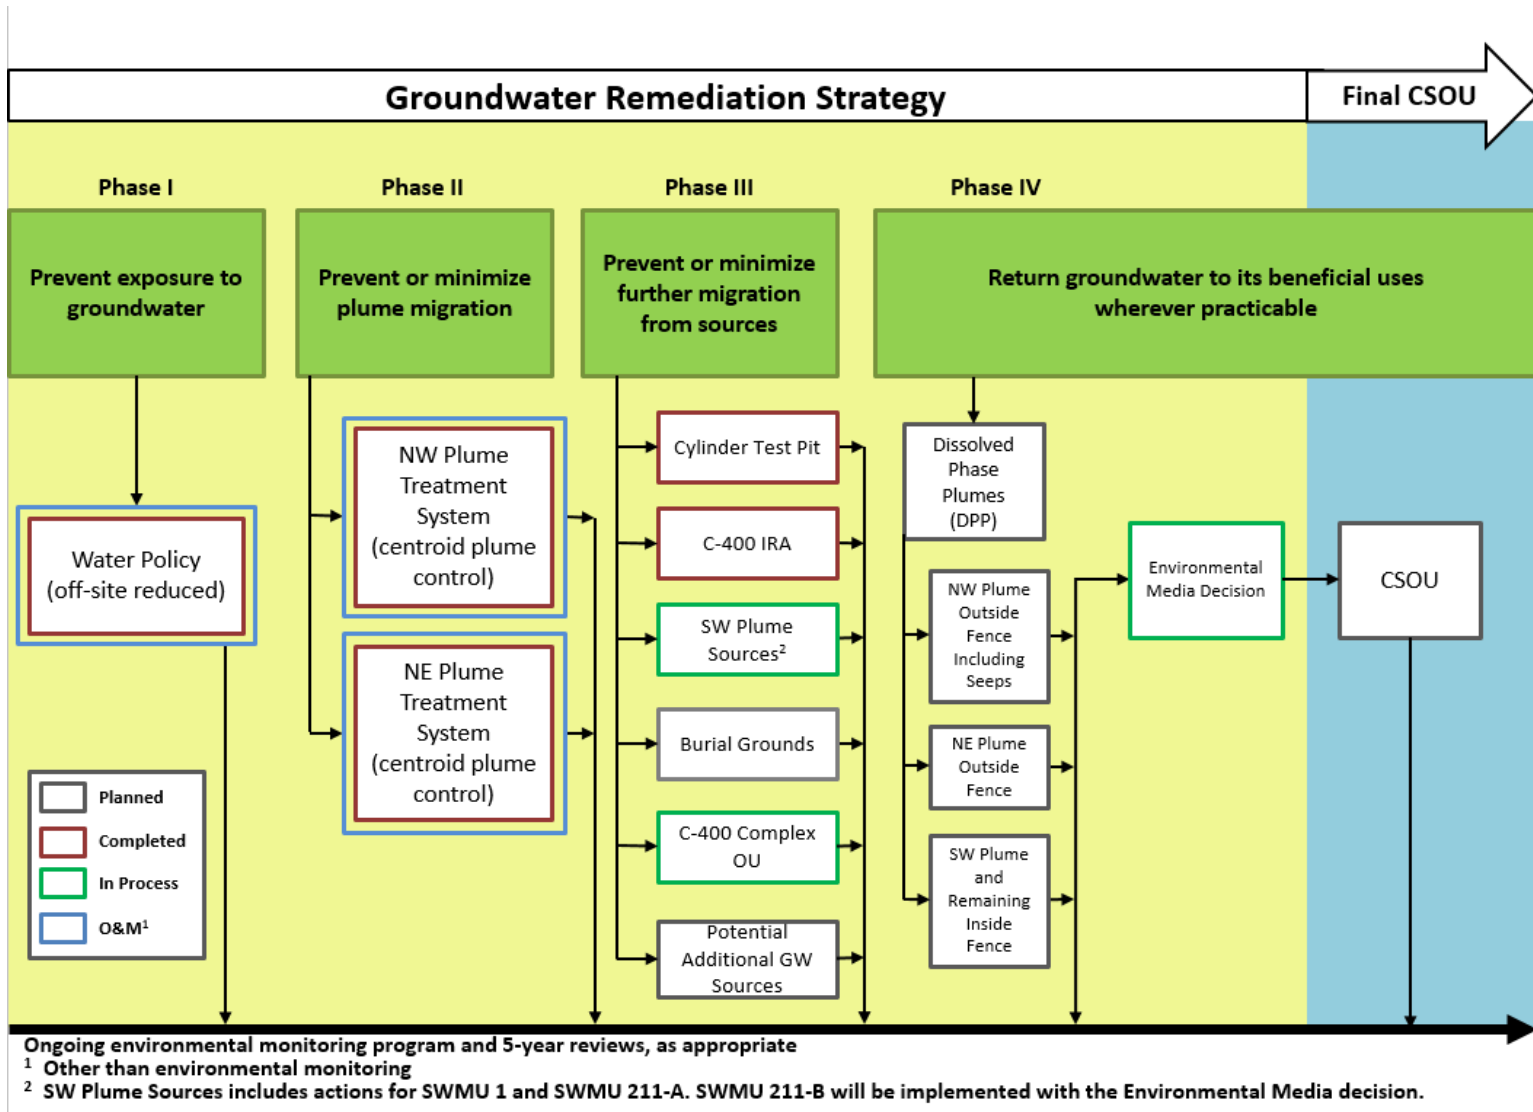 Groundwater Remediation Strategy
Final CSOU
Phase I
Phase II
Phase III
Phase IV
Prevent exposure to
groundwater
Prevent or minimize
plume migration
Prevent or minimize
further migration
from sources
Return groundwater to its beneficial uses
wherever practicable
Water Policy
(off-site reduced)
NW Plume
Treatment
System
(centroid plume
control)
NE Plume
Treatment
System
(centroid plume
control)
Cylinder Test Pit
C-400 IRA
SW Plume
Sources²
Burial Grounds
C-400 Complex
OU
Potential
Additional GW
Sources
Dissolved
Phase
Plumes
(DPP)
NW Plume
Outside
Fence
Including
Seeps
NE Plume
Outside
Fence
SW Plume
and
Remaining
Inside
Fence
Environmental
Media Decision
CSOU
Planned
Completed
In Process
O&M¹
Ongoing environmental monitoring program and 5-year reviews, as appropriate
¹ Other than environmental monitoring
² SW Plume Sources includes actions for SWMU 1 and SWMU 211-A. SWMU 211-B will be implemented with the Environmental Media decision.